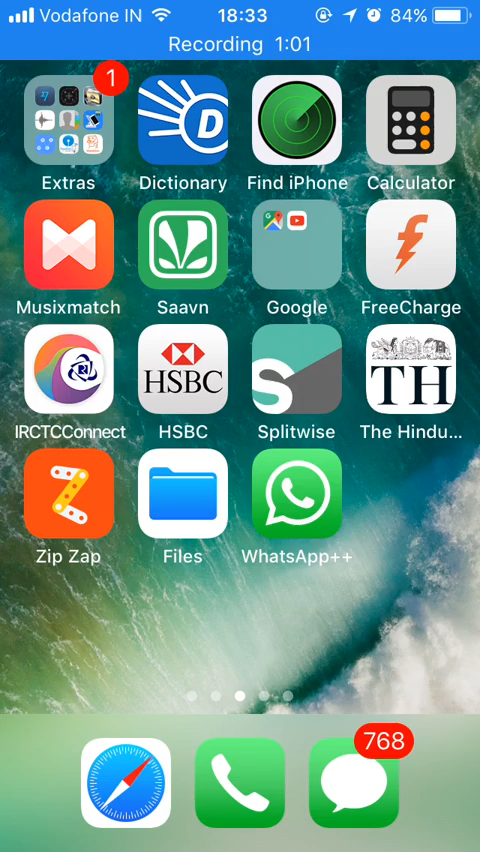 Vodafone IN 18:33 84%
Recording 1:01
1
D
Extras Dictionary Find iPhone Calculator
Musixmatch Saavn Google FreeCharge
HSBC
S
TH
IRCTCConnect HSBC Splitwise The Hindu...
Zip Zap Files WhatsApp++
768